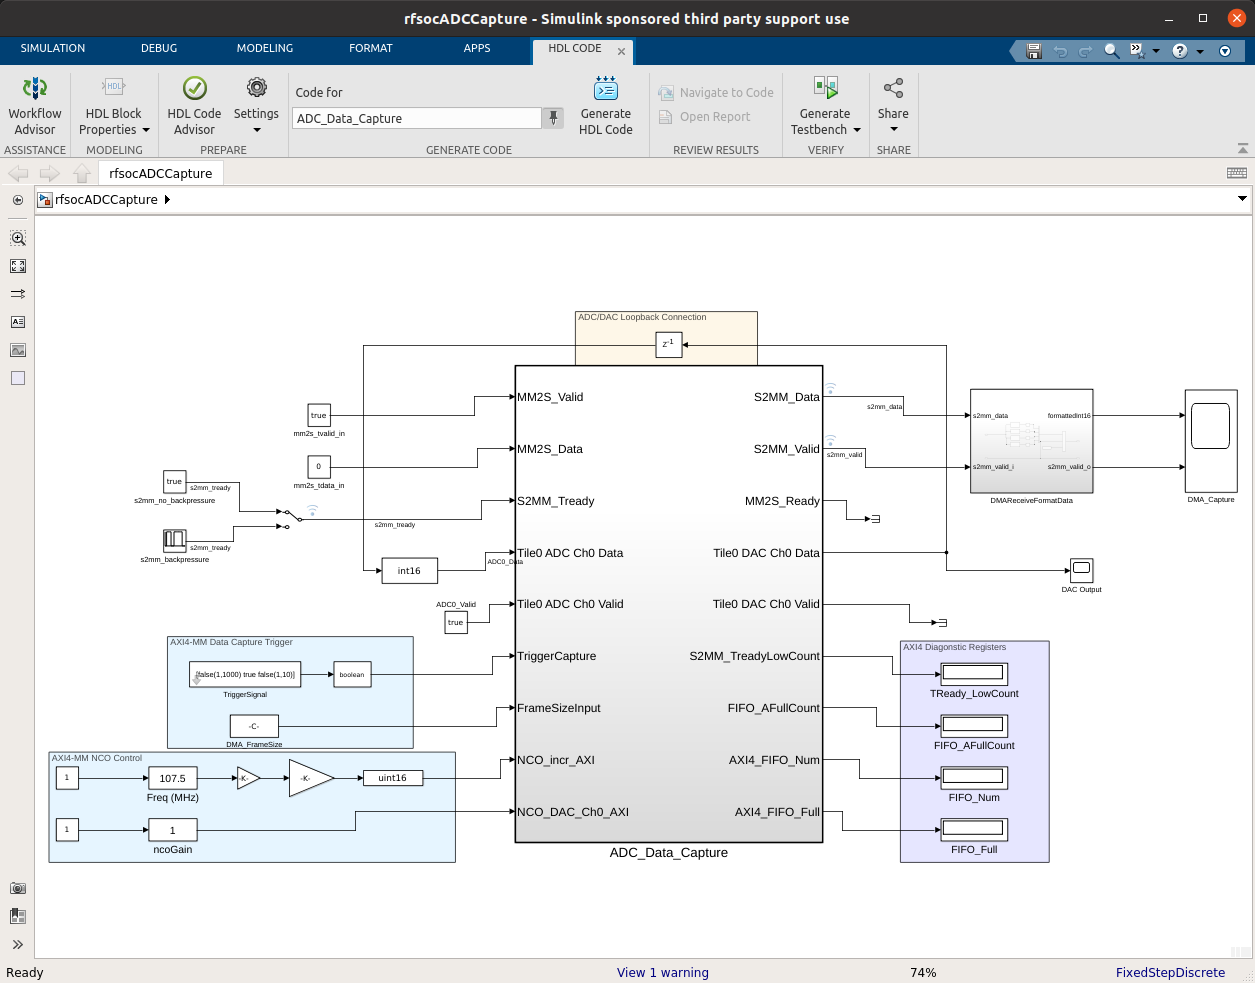 rfsocADCCapture - Simulink sponsored third party support use
SIMULATION DEBUG MODELING FORMAT APPS HDL CODE
Workflow Advisor
HDL
HDL Block Properties
HDL Code Advisor
Settings
Code for
ADC_Data_Capture
Generate HDL Code
Navigate to Code
Open Report
Generate Testbench
Share
ASSISTANCE MODELING PREPARE GENERATE CODE REVIEW RESULTS VERIFY SHARE
rfsocADCCapture
rfsocADCCapture
ADC/DAC Loopback Connection
z-1
true
mm2s_tvalid_in
0
mm2s_tdata_in
true
s2mm_tready
s2mm_no_backpressure
s2mm_tready
s2mm_backpressure
s2mm_tready
int16
ADC0_Data
ADC0_Valid
true
AXI4-MM Data Capture Trigger
[false(1,1000) true false(1,10)]
TriggerSignal
boolean
-C-
DMA_FrameSize
AXI4-MM NCO Control
1
107.5
Freq (MHz)
-K-
-K-
uint16
1
1
ncoGain
MM2S_Valid
MM2S_Data
S2MM_Tready
Tile0 ADC Ch0 Data
Tile0 ADC Ch0 Valid
TriggerCapture
FrameSizeInput
NCO_incr_AXI
NCO_DAC_Ch0_AXI
S2MM_Data
S2MM_Valid
MM2S_Ready
Tile0 DAC Ch0 Data
Tile0 DAC Ch0 Valid
S2MM_TreadyLowCount
FIFO_AFullCount
AXI4_FIFO_Num
AXI4_FIFO_Full
ADC_Data_Capture
s2mm_data
s2mm_valid
s2mm_data
formattedInt16
s2mm_valid_i
s2mm_valid_o
DMAReceiveFormatData
DMA_Capture
DAC Output
AXI4 Diagonstic Registers
TReady_LowCount
FIFO_AFullCount
FIFO_Num
FIFO_Full
Ready
View 1 warning
74%
FixedStepDiscrete